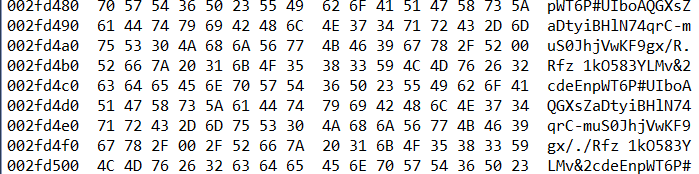 002fd480 70 57 54 36 50 23 55 49 62 6F 41 51 47 58 73 5A pWT6P#UIboAQGXsZ
002fd490 61 44 74 79 69 42 48 6C 4E 37 34 71 72 43 2D 6D aDtyiBHlN74qrC-m
002fd4a0 75 53 30 4A 68 6A 56 77 4B 46 39 67 78 2F 52 00 uS0JhjVwKF9gx/R.
002fd4b0 52 66 7A 20 31 6B 4F 35 38 33 59 4C 4D 76 26 32 Rfz 1kO583YLMv&2
002fd4c0 63 64 65 45 6E 70 57 54 36 50 23 55 49 62 6F 41 cdeEnpWT6P#UIboA
002fd4d0 51 47 58 73 5A 61 44 74 79 69 42 48 6C 4E 37 34 QGXsZaDtyiBHlN74
002fd4e0 71 72 43 2D 6D 75 53 30 4A 68 6A 56 77 4B 46 39 qrC-muS0JhjVwKF9
002fd4f0 67 78 2F 00 2F 52 66 7A 20 31 6B 4F 35 38 33 59 gx/./Rfz 1kO583Y
002fd500 4C 4D 76 26 32 63 64 65 45 6E 70 57 54 36 50 23 LMv&2cdeEnpWT6P#